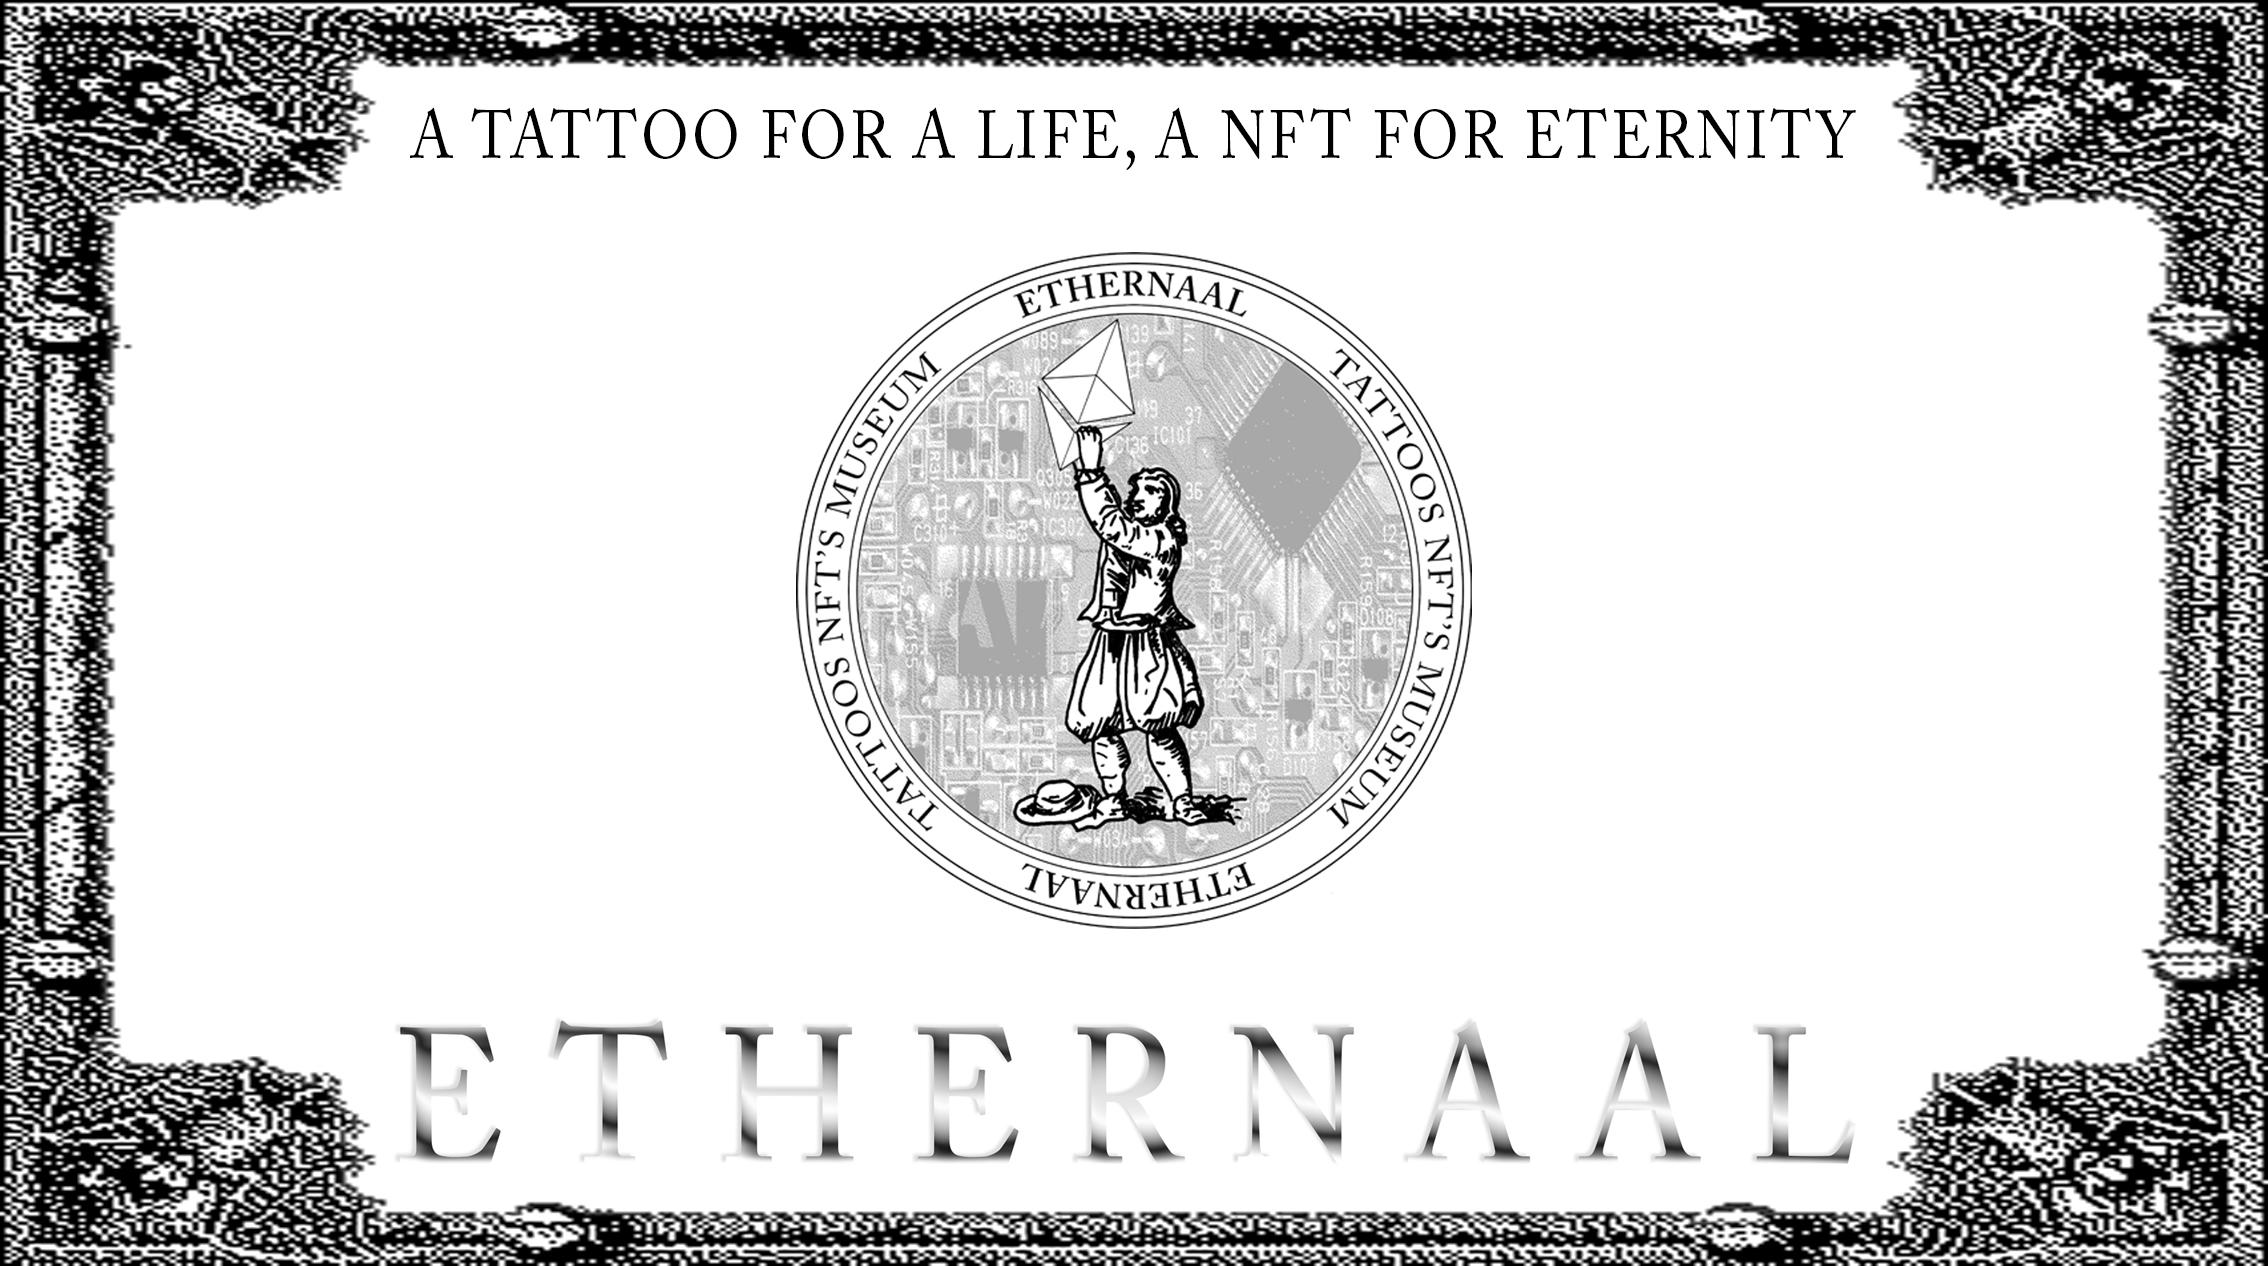 A TATTOO FOR A LIFE, A NFT FOR ETERNITY
ETHERNAAL
TATTOOS NFT'S MUSEUM
ETHERNAAL
TATTOOS NFT'S MUSEUM
ETHERNAAL